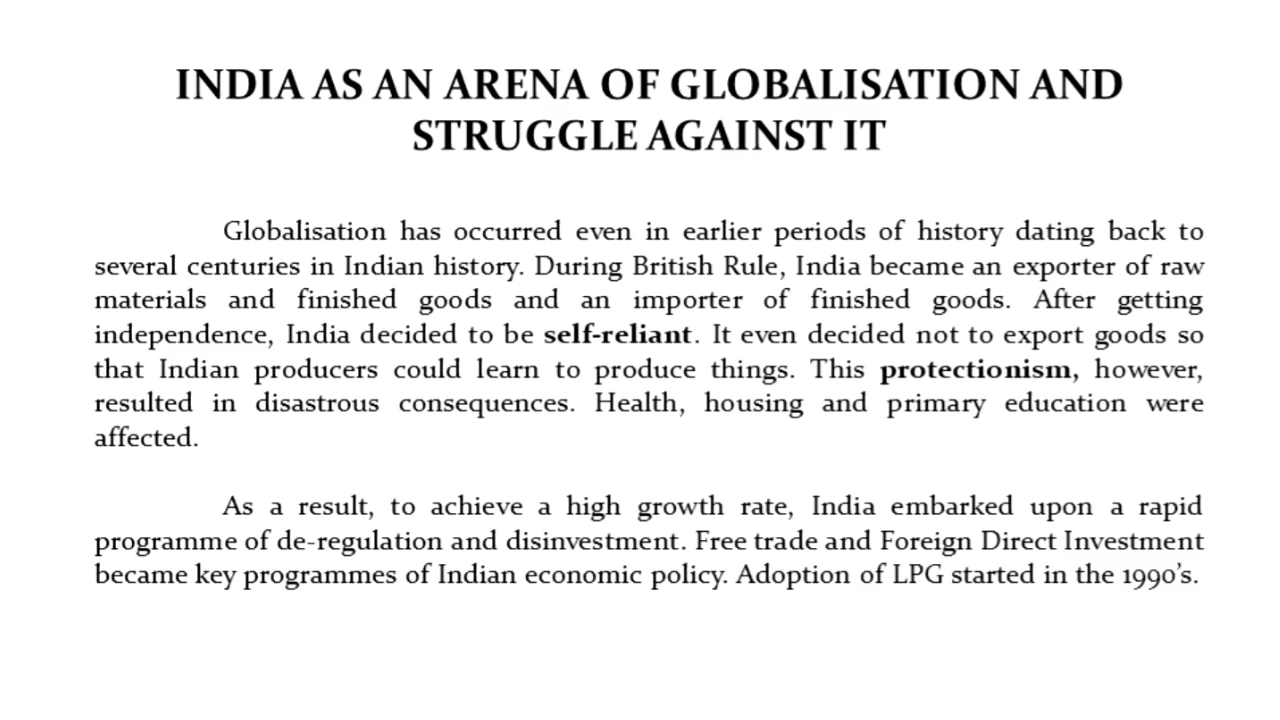 INDIA AS AN ARENA OF GLOBALISATION AND
STRUGGLE AGAINST IT
Globalisation has occurred even in earlier periods of history dating back to
several centuries in Indian history. During British Rule, India became an exporter of raw
materials and finished goods and an importer of finished goods. After getting
independence, India decided to be self-reliant. It even decided not to export goods so
that Indian producers could learn to produce things. This protectionism, however,
resulted in disastrous consequences. Health, housing and primary education were
affected.
As a result, to achieve a high growth rate, India embarked upon a rapid
programme of de-regulation and disinvestment. Free trade and Foreign Direct Investment
became key programmes of Indian economic policy. Adoption of LPG started in the 1990’s.